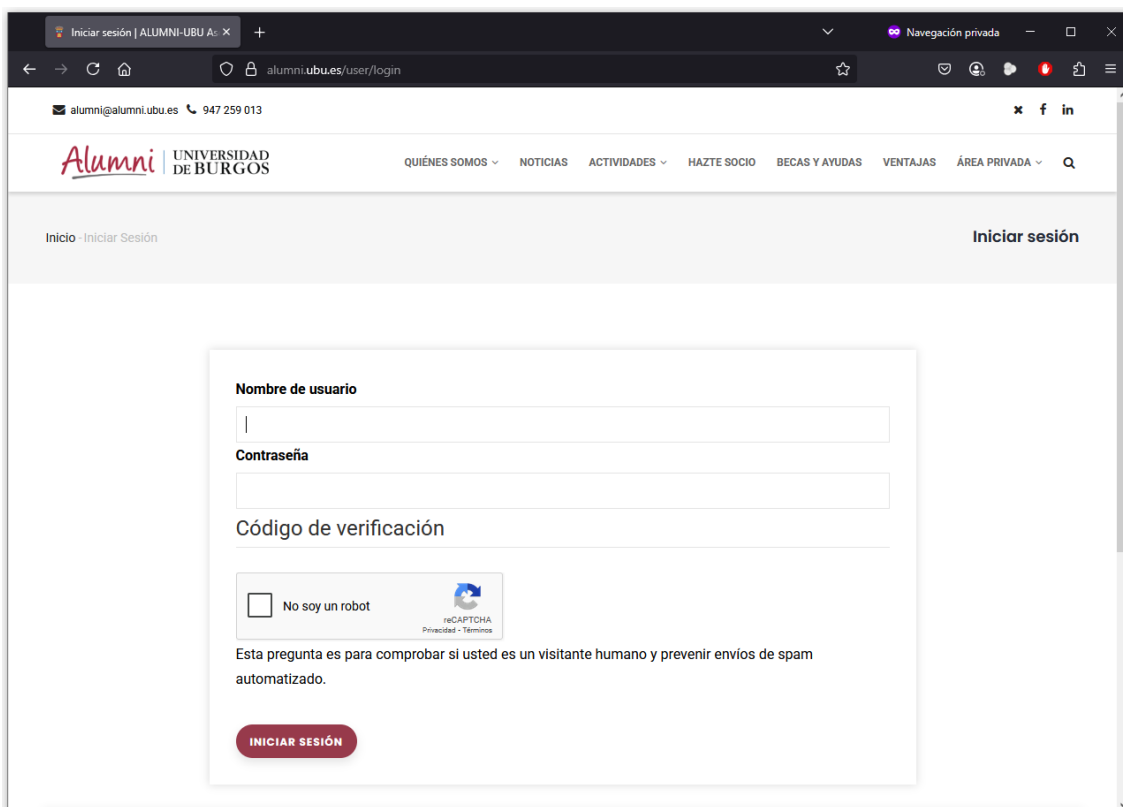 Iniciar sesión | ALUMNI-UBU As
Navegación privada
alumni.ubu.es/user/login
alumni@alumni.ubu.es 947 259 013
Alumni UNIVERSIDAD DE BURGOS
QUIÉNES SOMOS NOTICIAS ACTIVIDADES HAZTE SOCIO BECAS Y AYUDAS VENTAJAS ÁREA PRIVADA
Inicio - Iniciar Sesión
Iniciar sesión
Nombre de usuario
Contraseña
Código de verificación
No soy un robot
reCAPTCHA
Privacidad - Términos
Esta pregunta es para comprobar si usted es un visitante humano y prevenir envíos de spam
automatizado.
INICIAR SESIÓN